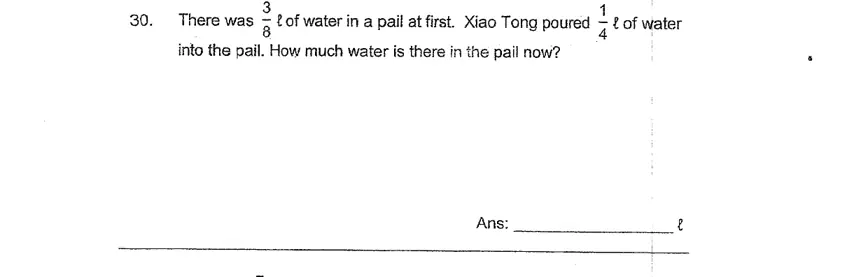 30. There was 3/8 ℓ of water in a pail at first. Xiao Tong poured 1/4 ℓ of water
into the pail. How much water is there in the pail now?
Ans: ____________________ ℓ